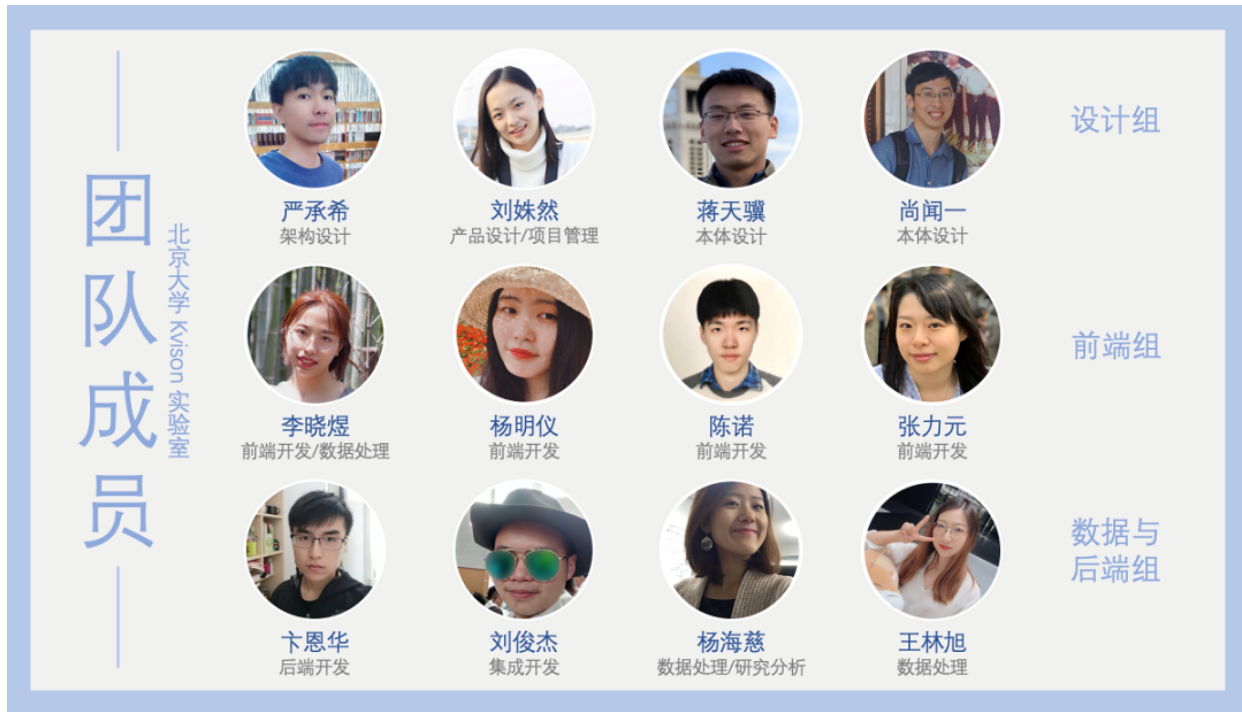 团队成员
北京大学 Kvison 实验室
严承希
架构设计
刘姝然
产品设计/项目管理
蒋天骥
本体设计
尚闻一
本体设计
设计组
李晓煜
前端开发/数据处理
杨明仪
前端开发
陈诺
前端开发
张力元
前端开发
前端组
卞恩华
后端开发
刘俊杰
集成开发
杨海慈
数据处理/研究分析
王林旭
数据处理
数据与
后端组